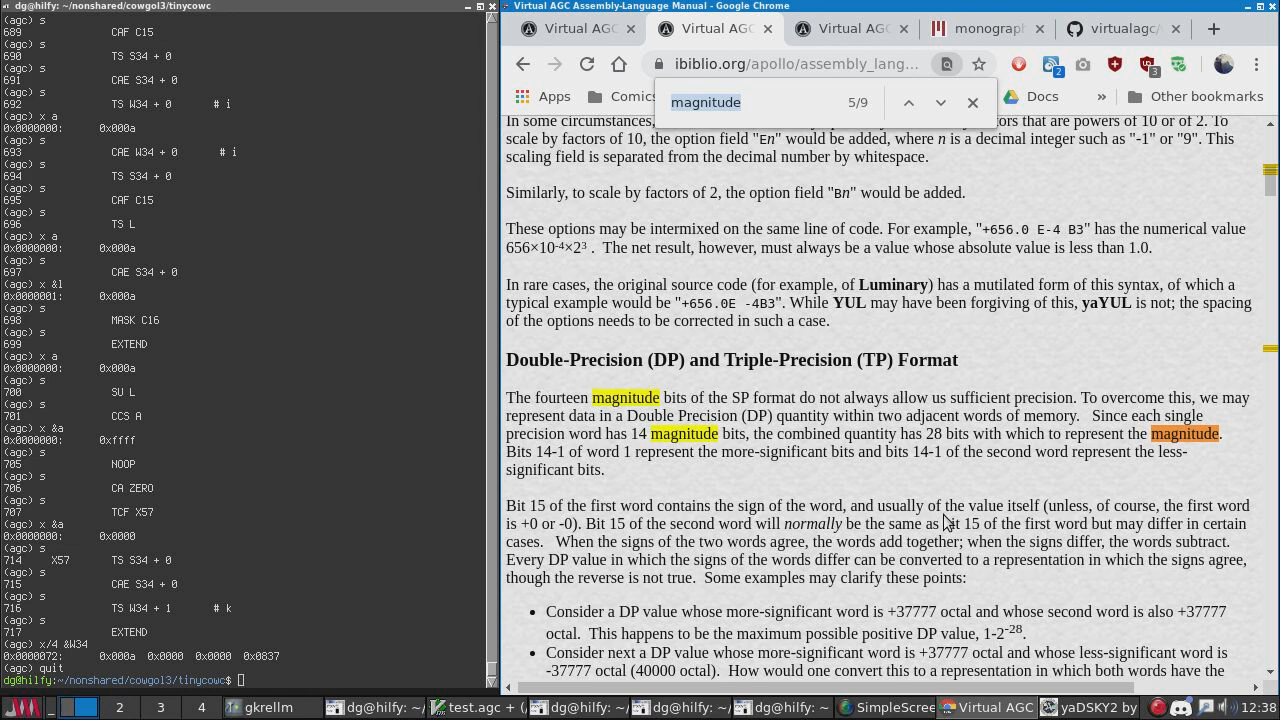 dg@hilfy: ~/nonshared/cowgol3/tinycowc
(agc) s
689 CAF C15
(agc) s
690 TS S34 + 0
(agc) s
691 CAE S34 + 0
(agc) s
692 TS W34 + 0 # i
(agc) x a
0x0000000: 0x000a
(agc) s
693 CAE W34 + 0 # i
(agc) s
694 TS S34 + 0
(agc) s
695 CAF C15
(agc) s
696 TS L
(agc) x a
0x0000000: 0x000a
(agc) s
697 CAE S34 + 0
(agc) x &l
0x0000001: 0x000a
(agc) s
698 MASK C16
(agc) s
699 EXTEND
(agc) x a
0x0000000: 0x000a
(agc) s
700 SU L
(agc) s
701 CCS A
(agc) x &a
0x0000000: 0xffff
(agc) s
705 NOOP
(agc) s
706 CA ZERO
(agc) s
707 TCF X57
(agc) x &a
0x0000000: 0x0000
(agc) s
714 X57 TS S34 + 0
(agc) s
715 CAE S34 + 0
(agc) s
716 TS W34 + 1 # k
(agc) s
717 EXTEND
(agc) x/4 &W34
0x0000072: 0x000a 0x0000 0x0000 0x0837
(agc) quit
dg@hilfy:~/nonshared/cowgol3/tinycowc$
Virtual AGC Assembly-Language Manual - Google Chrome
Virtual AGC Virtual AGC Virtual AGC monograph virtualagc/
ibiblio.org/apollo/assembly_lang...
2 3
Apps Comics Docs » Other bookmarks
magnitude 5/9
In some circumstances,
tors that are powers of 10 or of 2. To
scale by factors of 10, the option field "En" would be added, where n is a decimal integer such as "-1" or "9". This
scaling field is separated from the decimal number by whitespace.
Similarly, to scale by factors of 2, the option field "Bn" would be added.
These options may be intermixed on the same line of code. For example, "+656.0 E-4 B3" has the numerical value
656×10-4×23 . The net result, however, must always be a value whose absolute value is less than 1.0.
In rare cases, the original source code (for example, of Luminary) has a mutilated form of this syntax, of which a
typical example would be "+656.0E -4B3". While YUL may have been forgiving of this, yaYUL is not; the spacing
of the options needs to be corrected in such a case.
Double-Precision (DP) and Triple-Precision (TP) Format
The fourteen magnitude bits of the SP format do not always allow us sufficient precision. To overcome this, we may
represent data in a Double Precision (DP) quantity within two adjacent words of memory. Since each single
precision word has 14 magnitude bits, the combined quantity has 28 bits with which to represent the magnitude.
Bits 14-1 of word 1 represent the more-significant bits and bits 14-1 of the second word represent the less-
significant bits.
Bit 15 of the first word contains the sign of the word, and usually of the value itself (unless, of course, the first word
is +0 or -0). Bit 15 of the second word will normally be the same as bit 15 of the first word but may differ in certain
cases. When the signs of the two words agree, the words add together; when the signs differ, the words subtract.
Every DP value in which the signs of the words differ can be converted to a representation in which the signs agree,
though the reverse is not true. Some examples may clarify these points:
• Consider a DP value whose more-significant word is +37777 octal and whose second word is also +37777
octal. This happens to be the maximum possible positive DP value, 1-2-28.
• Consider next a DP value whose more-significant word is +37777 octal and whose less-significant word is
-37777 octal (40000 octal). How would one convert this to a representation in which both words have the
2 3 4 gkrellm dg@hilfy: ~/ test.agc + ( dg@hilfy: ~/ dg@hilfy: ~/ dg@hilfy: ~/ SimpleScree Virtual AGC yaDSKY2 by 12:38